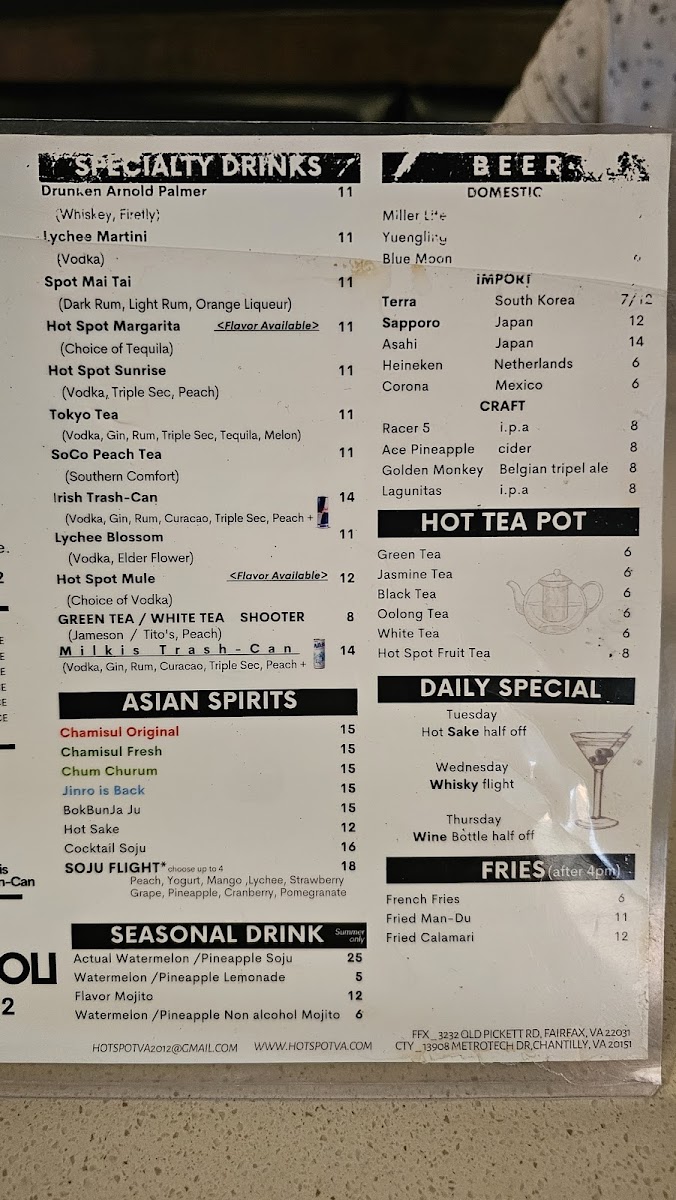 SPECIALTY DRINKS
Drunken Arnold Palmer 11
(Whiskey, Firefly)
Lychee Martini 11
(Vodka)
Spot Mai Tai 11
(Dark Rum, Light Rum, Orange Liqueur)
Hot Spot Margarita <Flavor Available> 11
(Choice of Tequila)
Hot Spot Sunrise 11
(Vodka, Triple Sec, Peach)
Tokyo Tea 11
(Vodka, Gin, Rum, Triple Sec, Tequila, Melon)
SoCo Peach Tea 11
(Southern Comfort)
Irish Trash-Can 14
(Vodka, Gin, Rum, Curacao, Triple Sec, Peach +
Lychee Blossom 11
(Vodka, Elder Flower)
Hot Spot Mule <Flavor Available> 12
(Choice of Vodka)
GREEN TEA / WHITE TEA SHOOTER 8
(Jameson / Tito's, Peach)
Milkis Trash-Can 14
(Vodka, Gin, Rum, Curacao, Triple Sec, Peach +
ASIAN SPIRITS
Chamisul Original 15
Chamisul Fresh 15
Chum Churum 15
Jinro is Back 15
BokBunJa Ju 15
Hot Sake 12
Cocktail Soju 16
SOJU FLIGHT* choose up to 4 18
Peach, Yogurt, Mango ,Lychee, Strawberry
Grape, Pineapple, Cranberry, Pomegranate
SEASONAL DRINK Summer only
Actual Watermelon /Pineapple Soju 25
Watermelon /Pineapple Lemonade 5
Flavor Mojito 12
Watermelon /Pineapple Non alcohol Mojito 6
HOTSPOTVA2012@GMAIL.COM WWW.HOTSPOTVA.COM
BEER
DOMESTIC
Miller Lite
Yuengling
Blue Moon
IMPORT
Terra South Korea 7/12
Sapporo Japan 12
Asahi Japan 14
Heineken Netherlands 6
Corona Mexico 6
CRAFT
Racer 5 i.p.a 8
Ace Pineapple cider 8
Golden Monkey Belgian tripel ale 8
Lagunitas i.p.a 8
HOT TEA POT
Green Tea 6
Jasmine Tea 6
Black Tea 6
Oolong Tea 6
White Tea 6
Hot Spot Fruit Tea 8
DAILY SPECIAL
Tuesday
Hot Sake half off
Wednesday
Whisky flight
Thursday
Wine Bottle half off
FRIES (after 4pm)
French Fries 6
Fried Man-Du 11
Fried Calamari 12
FFX_3232 OLD PICKETT RD, FAIRFAX, VA 22031
CTY_13908 METROTECH DR,CHANTILLY, VA 20151